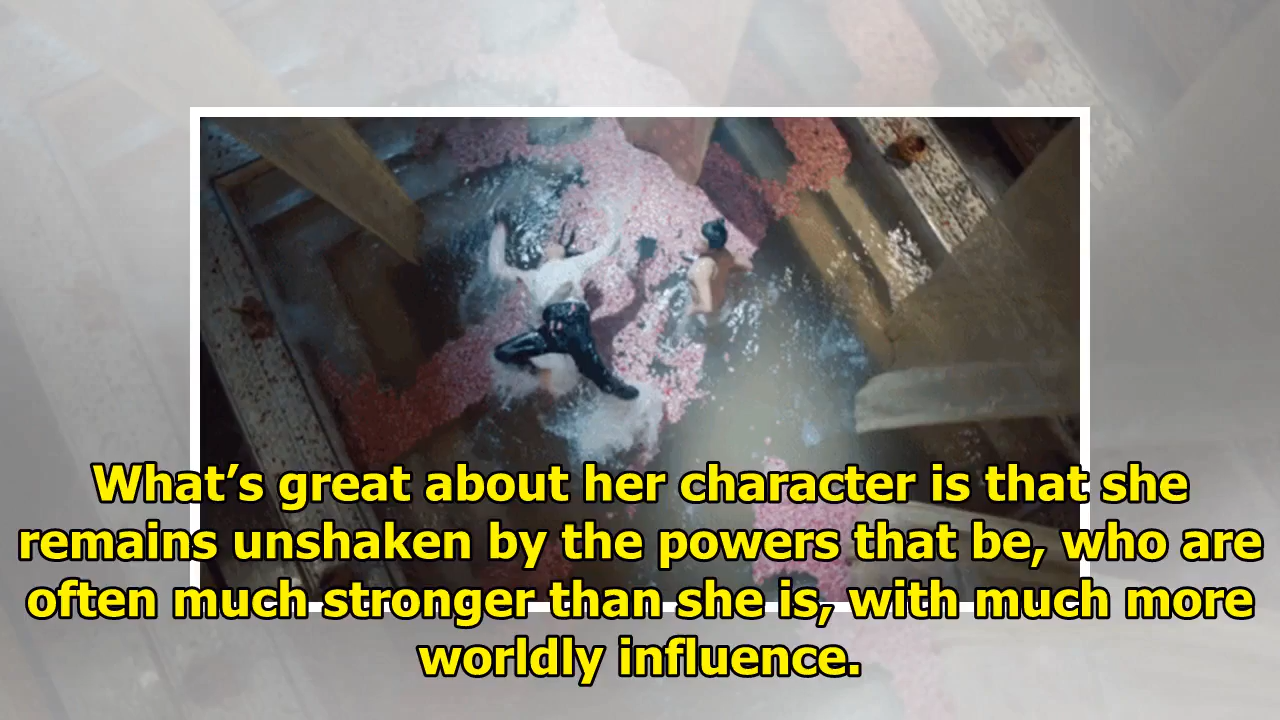 What’s great about her character is that she
remains unshaken by the powers that be, who are
often much stronger than she is, with much more
worldly influence.